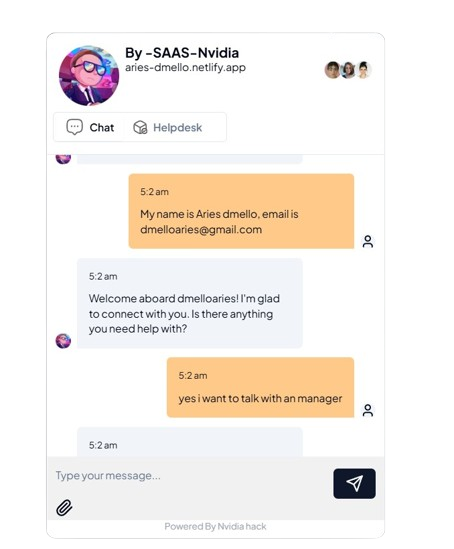 By -SAAS-Nvidia
aries-dmello.netlify.app
Chat
Helpdesk
5:2 am
My name is Aries dmello, email is
dmelloaries@gmail.com
5:2 am
Welcome aboard dmelloaries! I'm glad
to connect with you. Is there anything
you need help with?
5:2 am
yes i want to talk with an manager
5:2 am
Type your message...
Powered By Nvidia hack